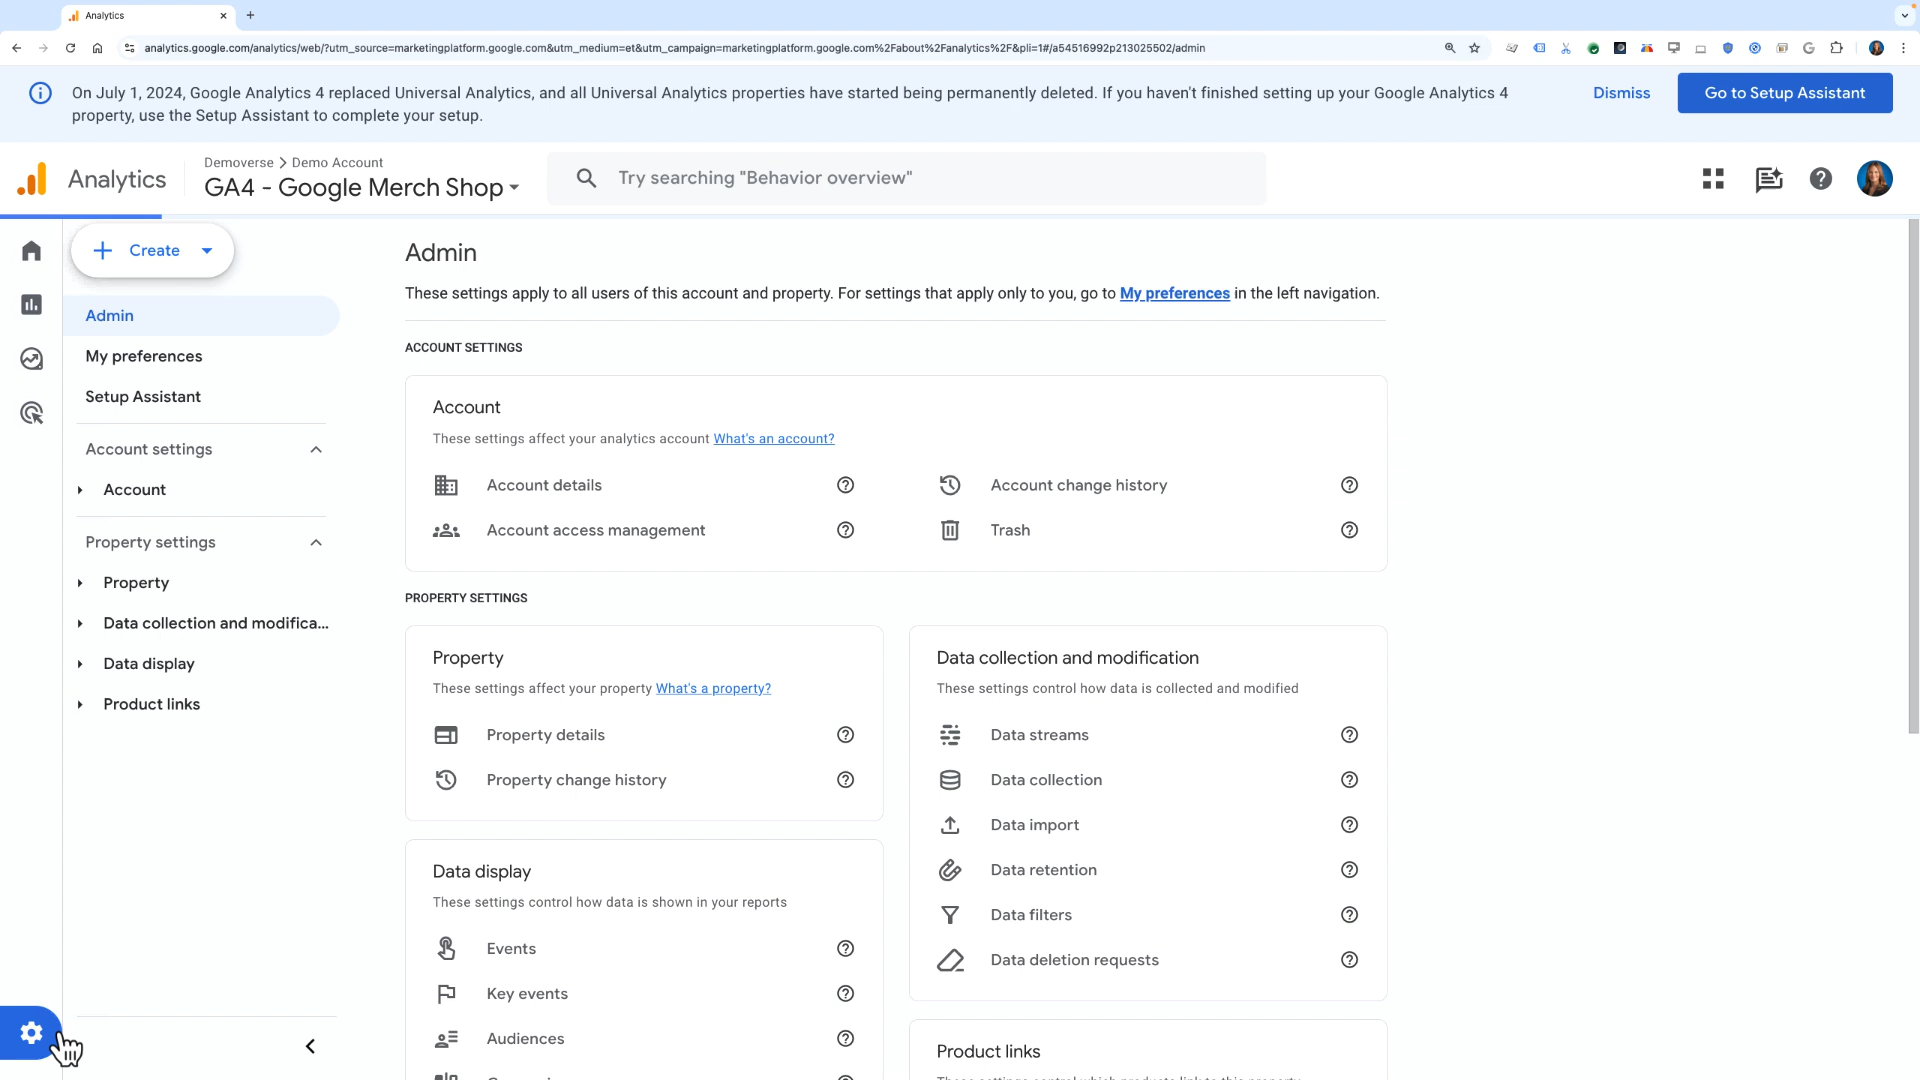 Analytics
analytics.google.com/analytics/web/?utm_source=marketingplatform.google.com&utm_medium=et&utm_campaign=marketingplatform.google.com%2Fabout%2Fanalytics%2F&pli=1#/a54516992p213025502/admin
On July 1, 2024, Google Analytics 4 replaced Universal Analytics, and all Universal Analytics properties have started being permanently deleted. If you haven't finished setting up your Google Analytics 4
property, use the Setup Assistant to complete your setup.
Dismiss
Go to Setup Assistant
Analytics
Demoverse > Demo Account
GA4 - Google Merch Shop
Try searching "Behavior overview"
Create
Admin
My preferences
Setup Assistant
Account settings
Account
Property settings
Property
Data collection and modifica...
Data display
Product links
Admin
These settings apply to all users of this account and property. For settings that apply only to you, go to My preferences in the left navigation.
ACCOUNT SETTINGS
Account
These settings affect your analytics account What's an account?
Account details
Account change history
Account access management
Trash
PROPERTY SETTINGS
Property
These settings affect your property What's a property?
Property details
Property change history
Data display
These settings control how data is shown in your reports
Events
Key events
Audiences
Data collection and modification
These settings control how data is collected and modified
Data streams
Data collection
Data import
Data retention
Data filters
Data deletion requests
Product links